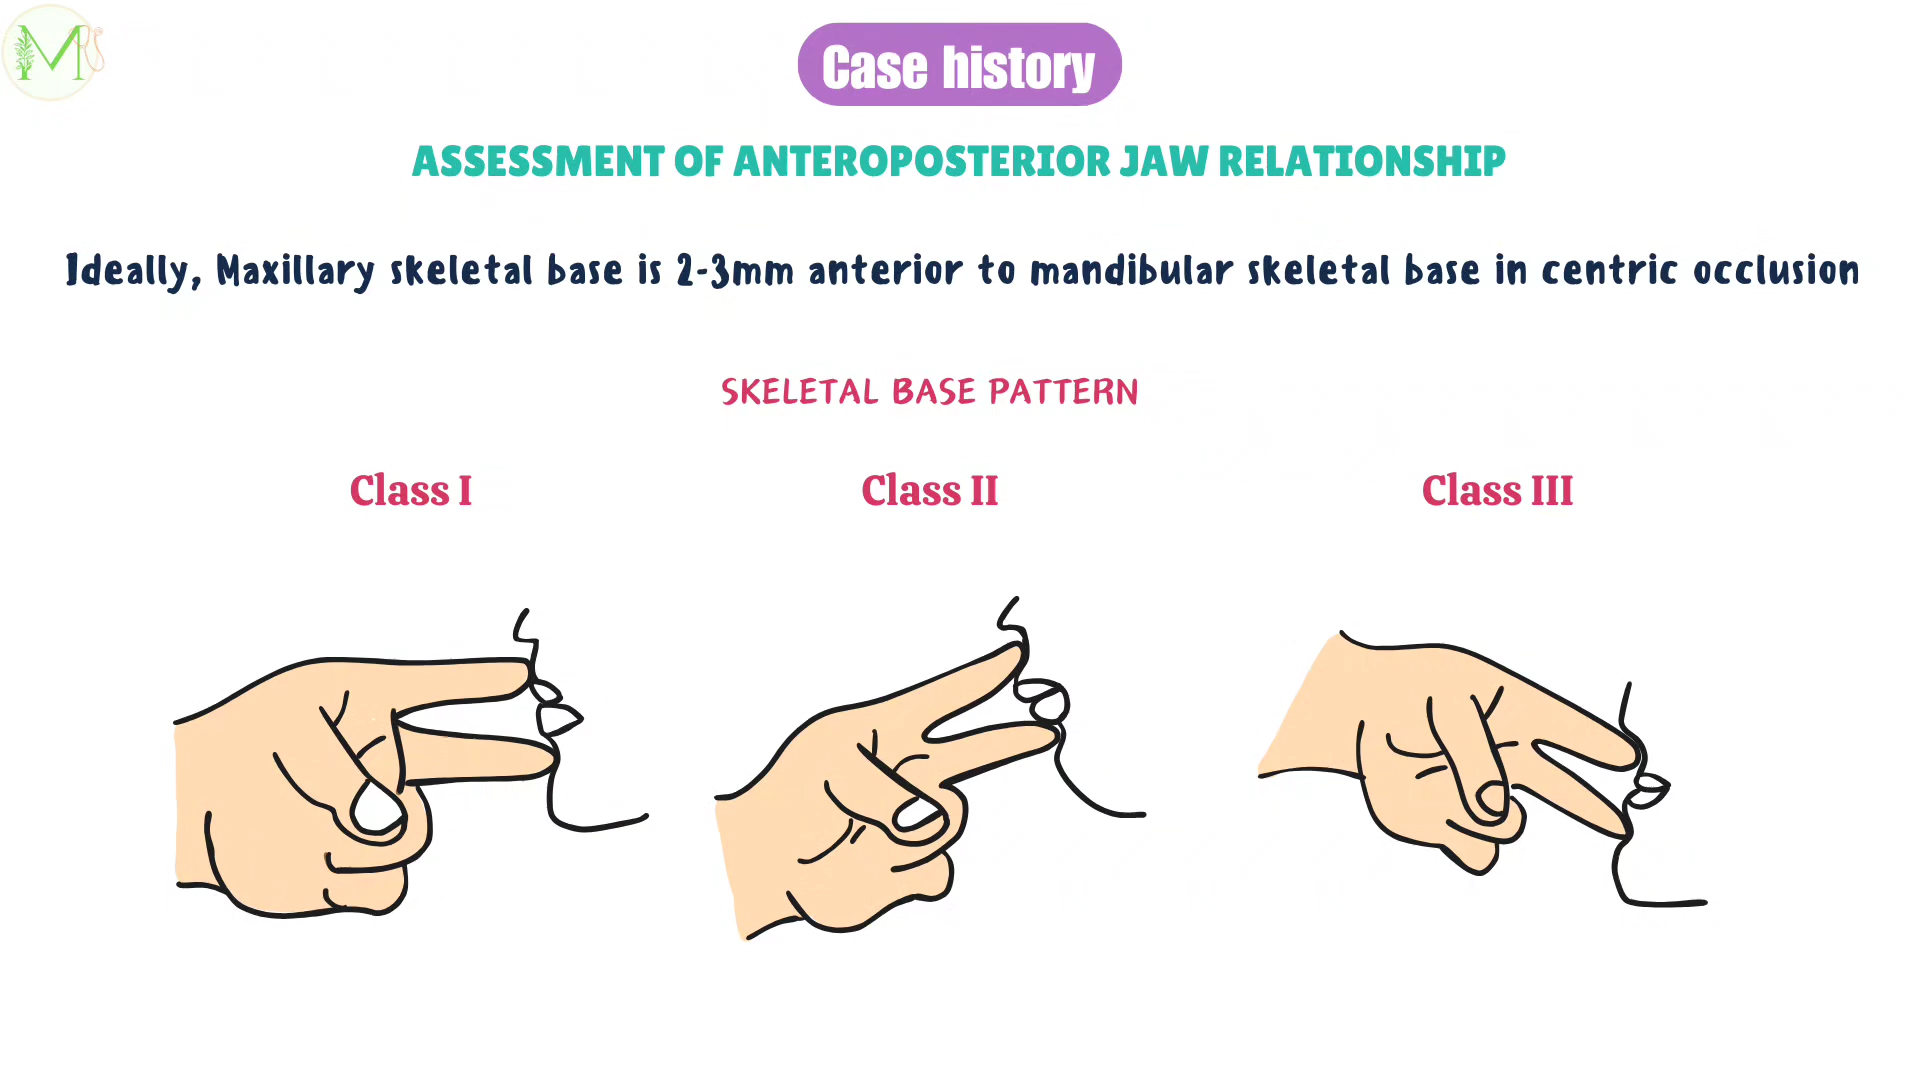 M
Case history
ASSESSMENT OF ANTEROPOSTERIOR JAW RELATIONSHIP
Ideally, Maxillary skeletal base is 2-3mm anterior to mandibular skeletal base in centric occlusion
SKELETAL BASE PATTERN
Class I
Class II
Class III